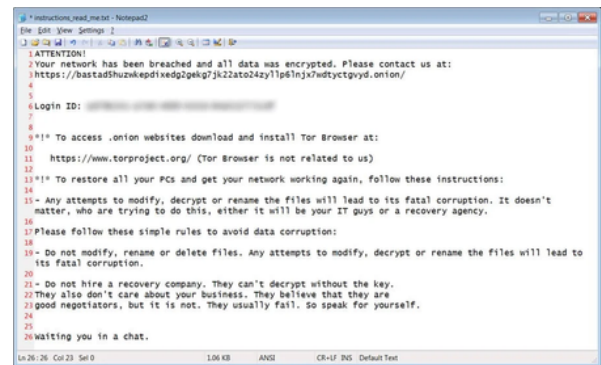 * instructions_read_me.txt - Notepad2
File Edit View Settings ?
1 ATTENTION!
2 Your network has been breached and all data was encrypted. Please contact us at:
3 https://bastad5huzwkepdixedg2gekg7jk22ato24zyllp6lnjx7wdtyctgvyd.onion/
4
5
6 Login ID:
7
8
9 *!* To access .onion websites download and install Tor Browser at:
10
11 https://www.torproject.org/ (Tor Browser is not related to us)
12
13 *!* To restore all your PCs and get your network working again, follow these instructions:
14
15 - Any attempts to modify, decrypt or rename the files will lead to its fatal corruption. It doesn't
matter, who are trying to do this, either it will be your IT guys or a recovery agency.
16
17 Please follow these simple rules to avoid data corruption:
18
19 - Do not modify, rename or delete files. Any attempts to modify, decrypt or rename the files will lead to
its fatal corruption.
20
21 - Do not hire a recovery company. They can't decrypt without the key.
22 They also don't care about your business. They believe that they are
23 good negotiators, but it is not. They usually fail. So speak for yourself.
24
25
26 Waiting you in a chat.
Ln 26 : 26 Col 23 Sel 0 1.06 KB ANSI CR+LF INS Default Text